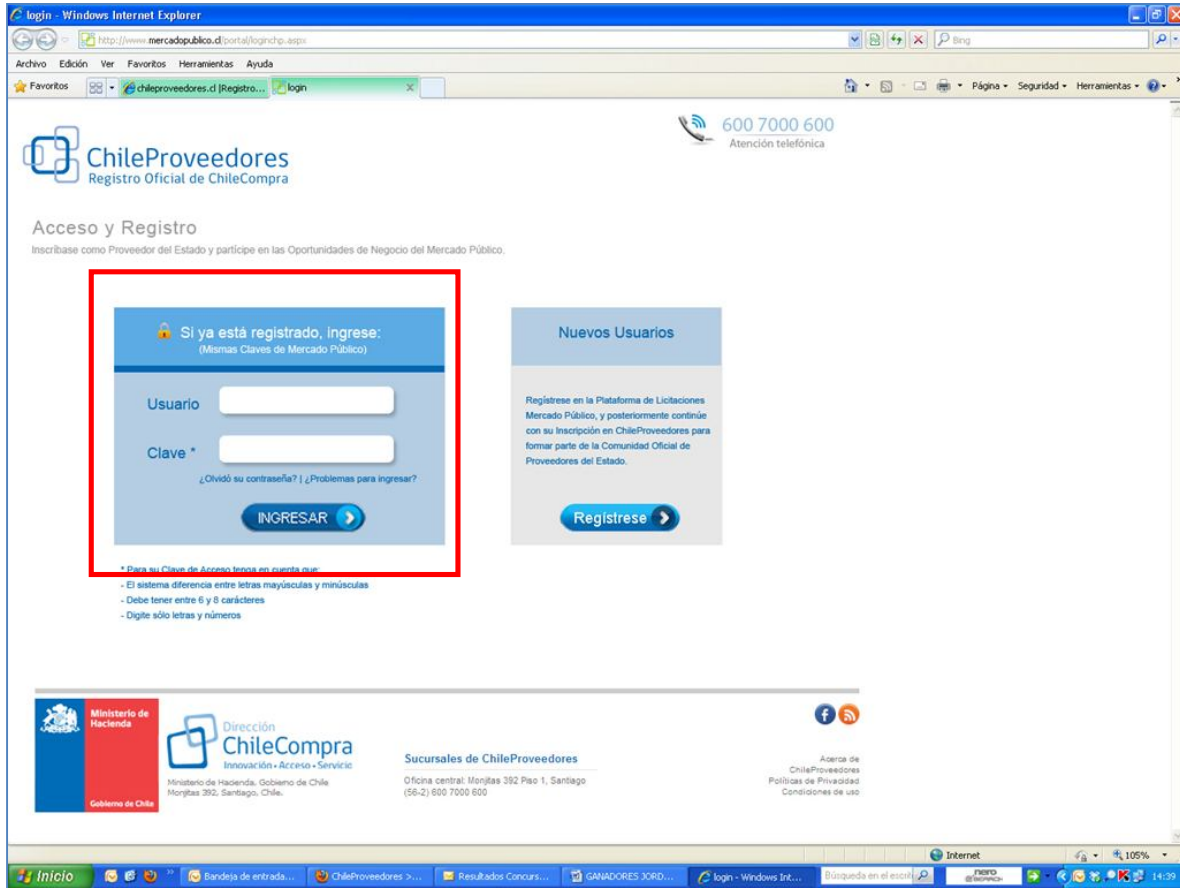 login - Windows Internet Explorer
http://www.mercadopublico.cl/portal/loginchp.aspx
Bing
Archivo Edición Ver Favoritos Herramientas Ayuda
Favoritos chileproveedores.cl |Registro... login Página Seguridad Herramientas
ChileProveedores
Registro Oficial de ChileCompra
600 7000 600
Atención telefónica
Acceso y Registro
Inscríbase como Proveedor del Estado y partícipe en las Oportunidades de Negocio del Mercado Público.
Si ya está registrado, ingrese:
(Mismas Claves de Mercado Público)
Usuario
Clave *
¿Olvidó su contraseña? | ¿Problemas para ingresar?
INGRESAR
Nuevos Usuarios
Regístrese en la Plataforma de Licitaciones
Mercado Público, y posteriormente continúe
con su Inscripción en ChileProveedores para
formar parte de la Comunidad Oficial de
Proveedores del Estado.
Regístrese
* Para su Clave de Acceso tenga en cuenta que:
- El sistema diferencia entre letras mayúsculas y minúsculas
- Debe tener entre 6 y 8 carácteres
- Digite sólo letras y números
Ministerio de
Hacienda
Gobierno de Chile
Dirección
ChileCompra
Innovación • Acceso • Servicio
Ministerio de Hacienda, Gobierno de Chile
Monjitas 392, Santiago, Chile.
Sucursales de ChileProveedores
Oficina central: Monjitas 392 Piso 1, Santiago
(56-2) 600 7000 600
Acerca de
ChileProveedores
Políticas de Privacidad
Condiciones de uso
Internet 105%
Inicio Bandeja de entrada... ChileProveedores >... Resultados Concurs... GANADORES JORD... login - Windows Int... Búsqueda en el escrit nero SEARCH 14:39